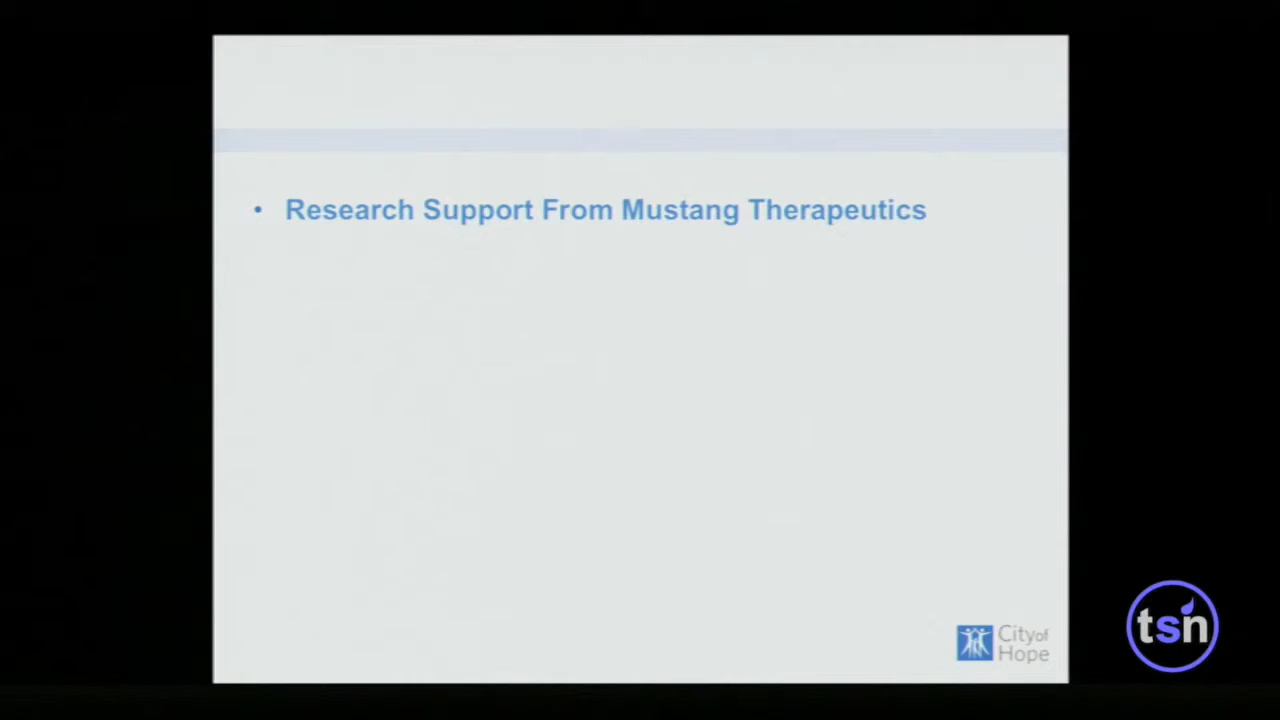 • Research Support From Mustang Therapeutics
City of
Hope
tsn